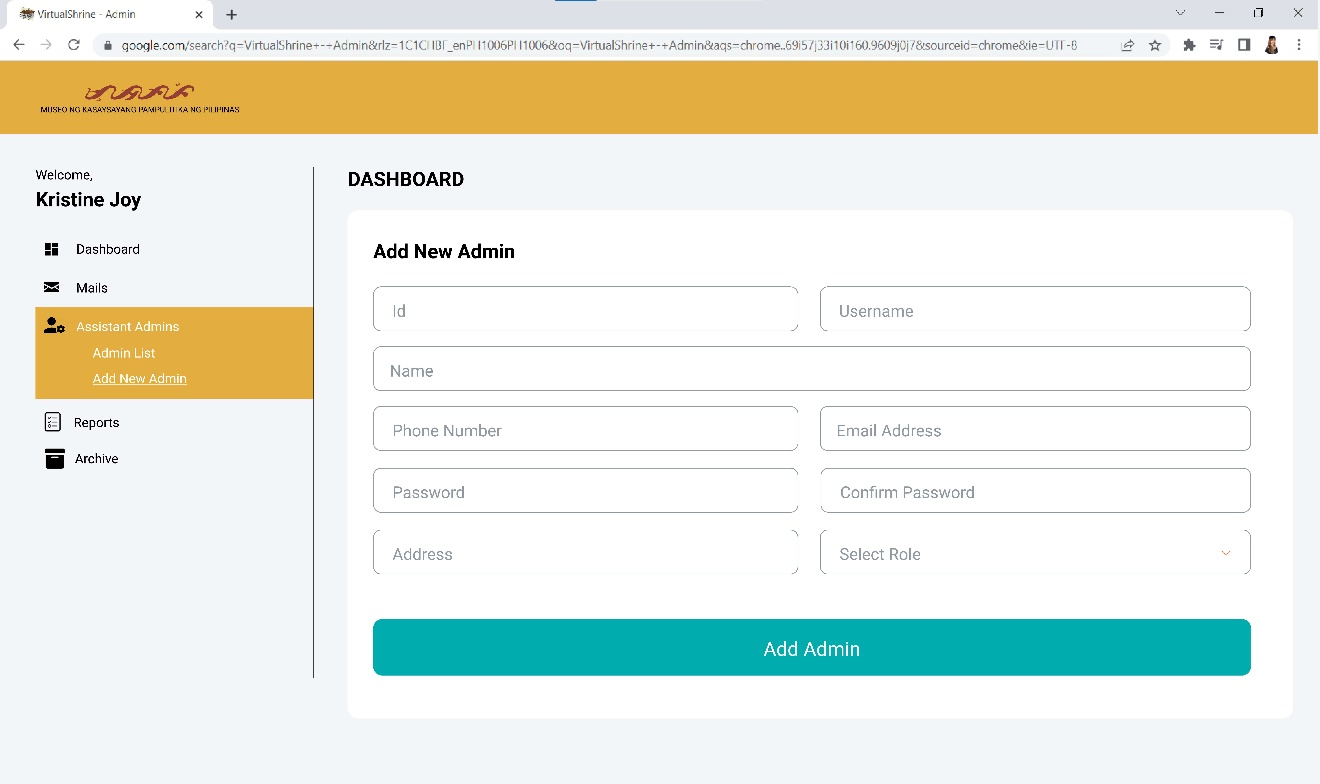 VirtualShrine - Admin
google.com/search?q=VirtualShrine+-+Admin&rlz=1C1CHBF_enPH1006PH1006&oq=VirtualShrine+-+Admin&aqs=chrome..69i57j33i10i160.9609j0j7&sourceid=chrome&ie=UTF-8
MUSEO NG KASAYSAYANG PAMPULITIKA NG PILIPINAS
Welcome,
Kristine Joy
Dashboard
Mails
Assistant Admins
Admin List
Add New Admin
Reports
Archive
DASHBOARD
Add New Admin
Id
Username
Name
Phone Number
Email Address
Password
Confirm Password
Address
Select Role
Add Admin